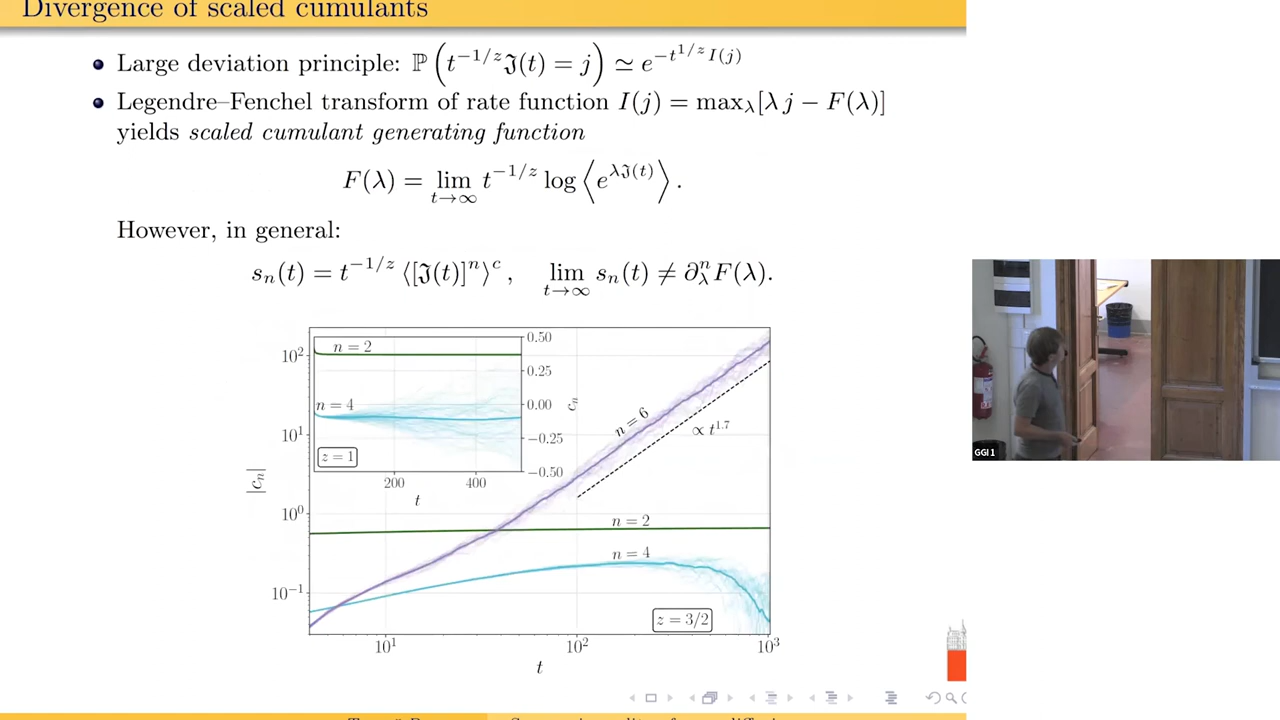 Divergence of scaled cumulants
Large deviation principle: ℙ(t^{-1/z}𝔍(t) = j) ≃ e^{-t^{1/z}I(j)}
Legendre–Fenchel transform of rate function I(j) = max_λ[λj − F(λ)]
yields scaled cumulant generating function
F(λ) = lim_{t→∞} t^{-1/z} log ⟨e^{λ𝔍(t)}⟩.
However, in general:
s_n(t) = t^{-1/z} ⟨[𝔍(t)]^n⟩^c, lim_{t→∞} s_n(t) ≠ ∂_λ^n F(λ).
10^2
10^1
10^0
10^{-1}
|c_n|
n = 2
n = 4
z = 1
0.50
0.25
0.00
−0.25
−0.50
c_n
200
400
t
n = 6
∝ t^{1.7}
n = 2
n = 4
z = 3/2
10^1
10^2
10^3
t
GGI 1